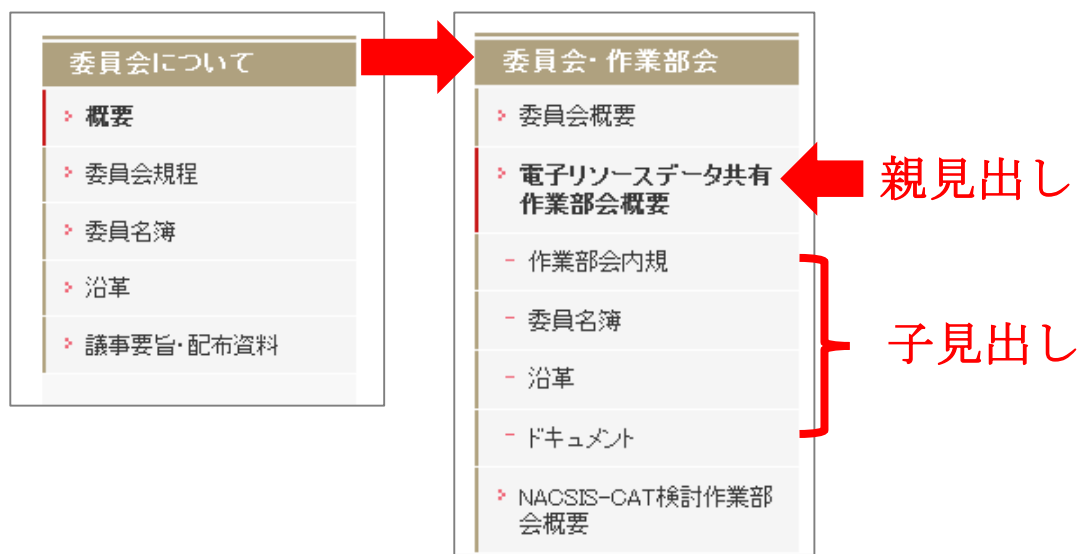 委員会について
概要
委員会規程
委員名簿
沿革
議事要旨・配布資料
委員会・作業部会
委員会概要
電子リソースデータ共有
作業部会概要
作業部会内規
委員名簿
沿革
ドキュメント
NACSIS-CAT検討作業部
会概要
親見出し
子見出し